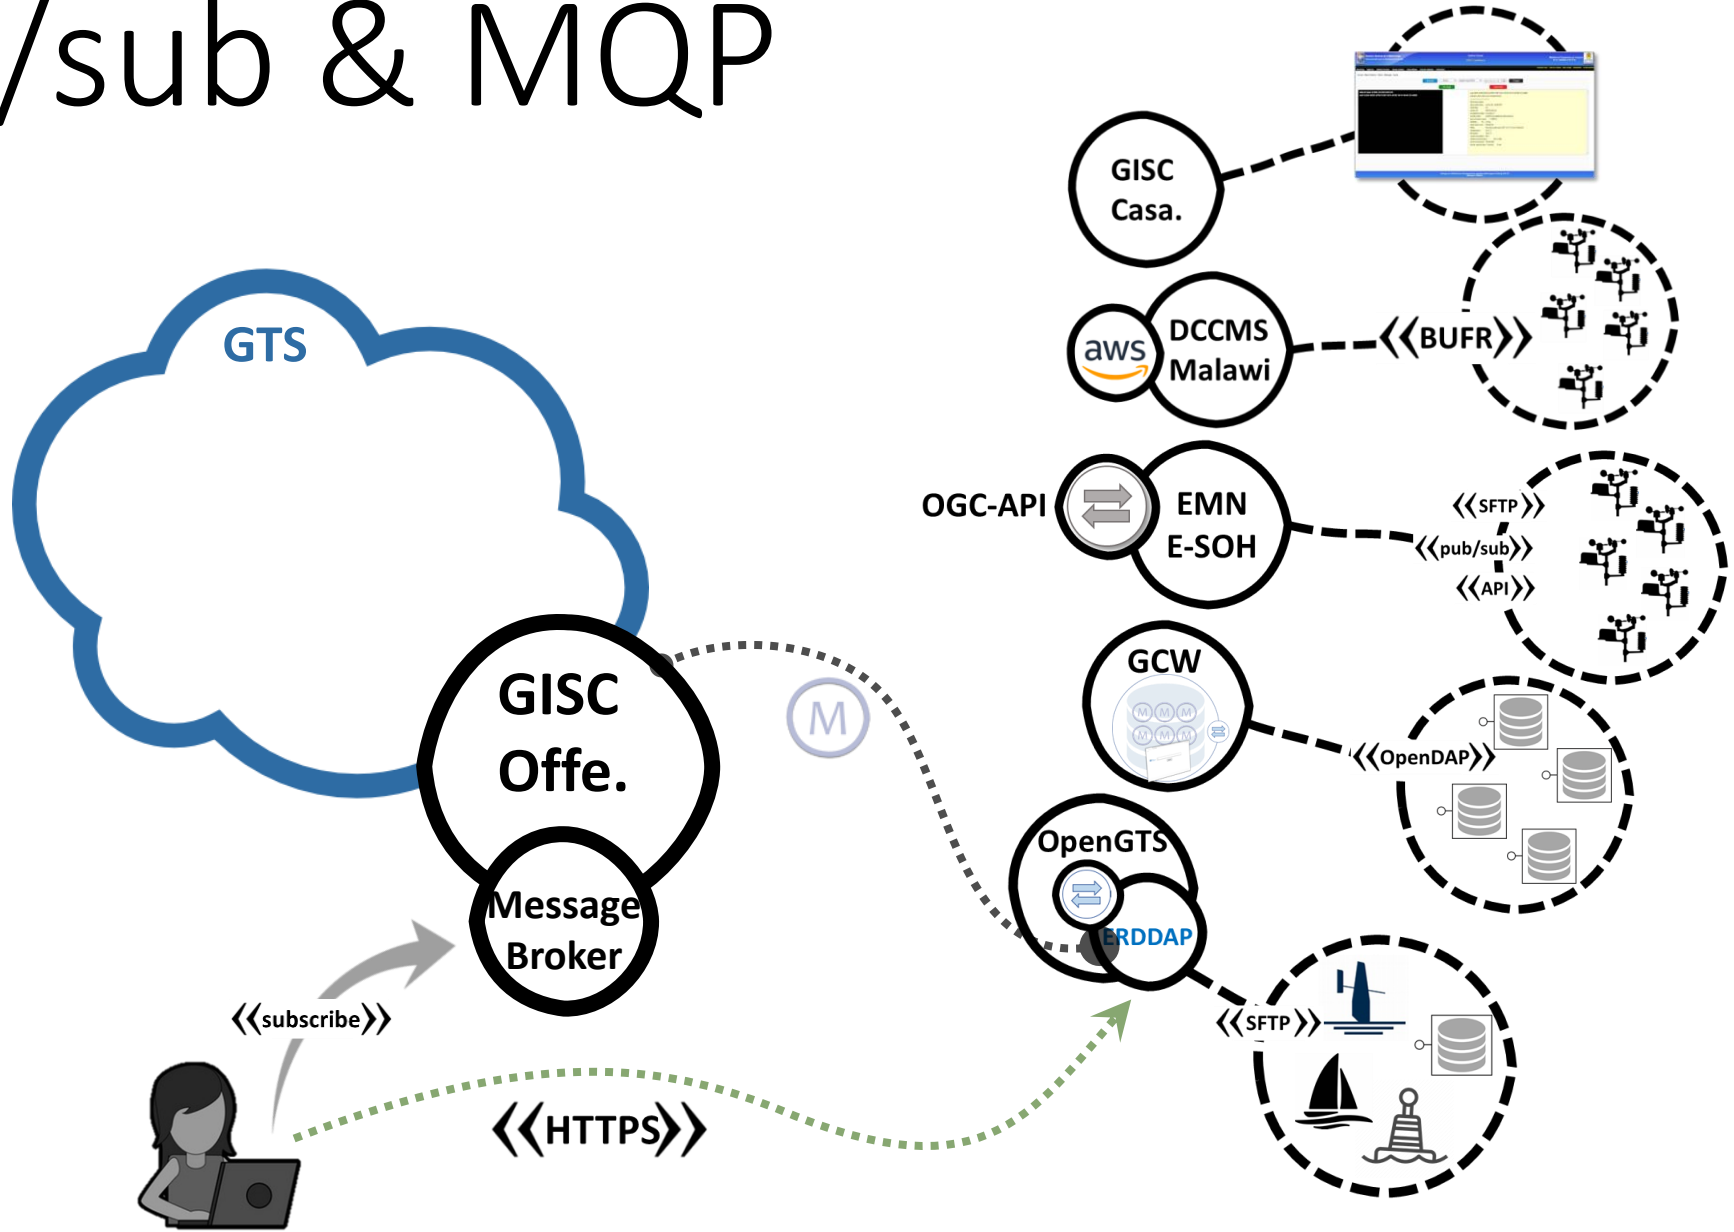 /sub & MQP
GISC
Casa.
GTS
aws
DCCMS
Malawi
BUFR
OGC-API
EMN
E-SOH
SFTP
pub/sub
API
GISC
Offe.
M
GCW
M M M
M M M
OpenDAP
OpenGTS
ERDDAP
Message
Broker
SFTP
subscribe
HTTPS